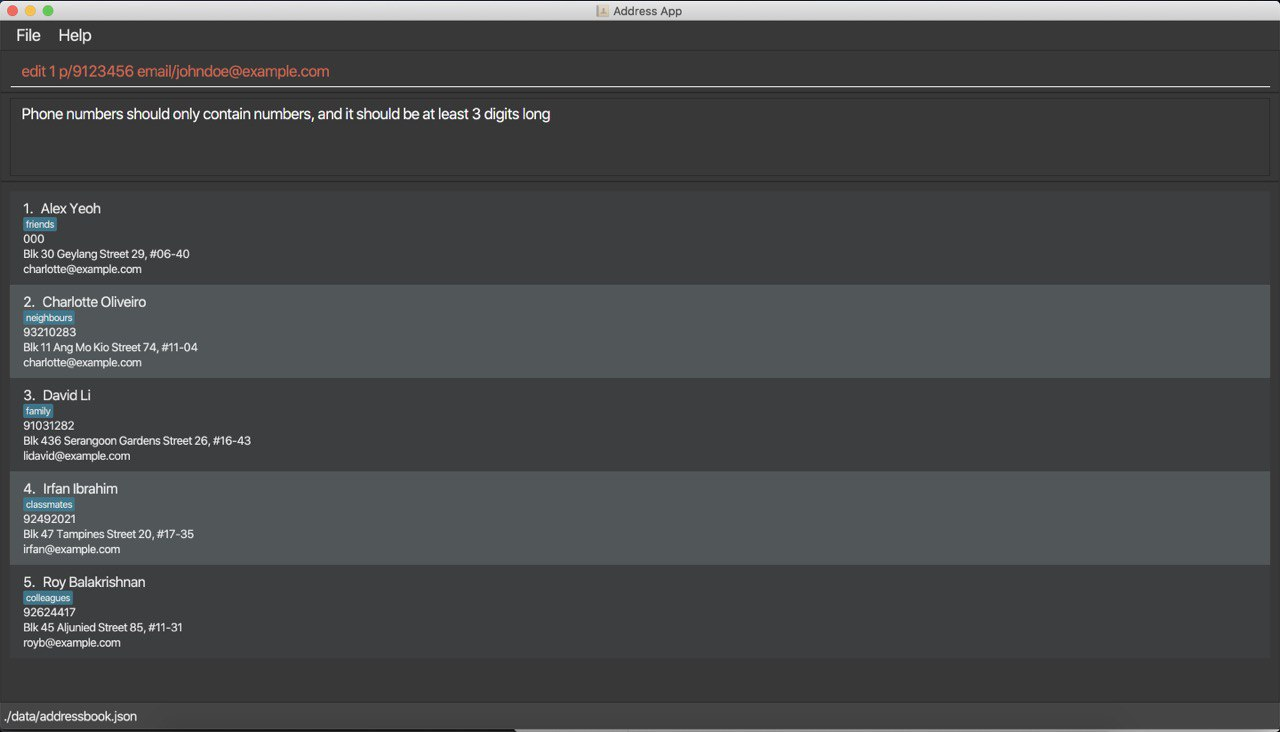 Address App
File Help
edit 1 p/9123456 email/johndoe@example.com
Phone numbers should only contain numbers, and it should be at least 3 digits long
1. Alex Yeoh
friends
000
Blk 30 Geylang Street 29, #06-40
charlotte@example.com
2. Charlotte Oliveiro
neighbours
93210283
Blk 11 Ang Mo Kio Street 74, #11-04
charlotte@example.com
3. David Li
family
91031282
Blk 436 Serangoon Gardens Street 26, #16-43
lidavid@example.com
4. Irfan Ibrahim
classmates
92492021
Blk 47 Tampines Street 20, #17-35
irfan@example.com
5. Roy Balakrishnan
colleagues
92624417
Blk 45 Aljunied Street 85, #11-31
royb@example.com
./data/addressbook.json